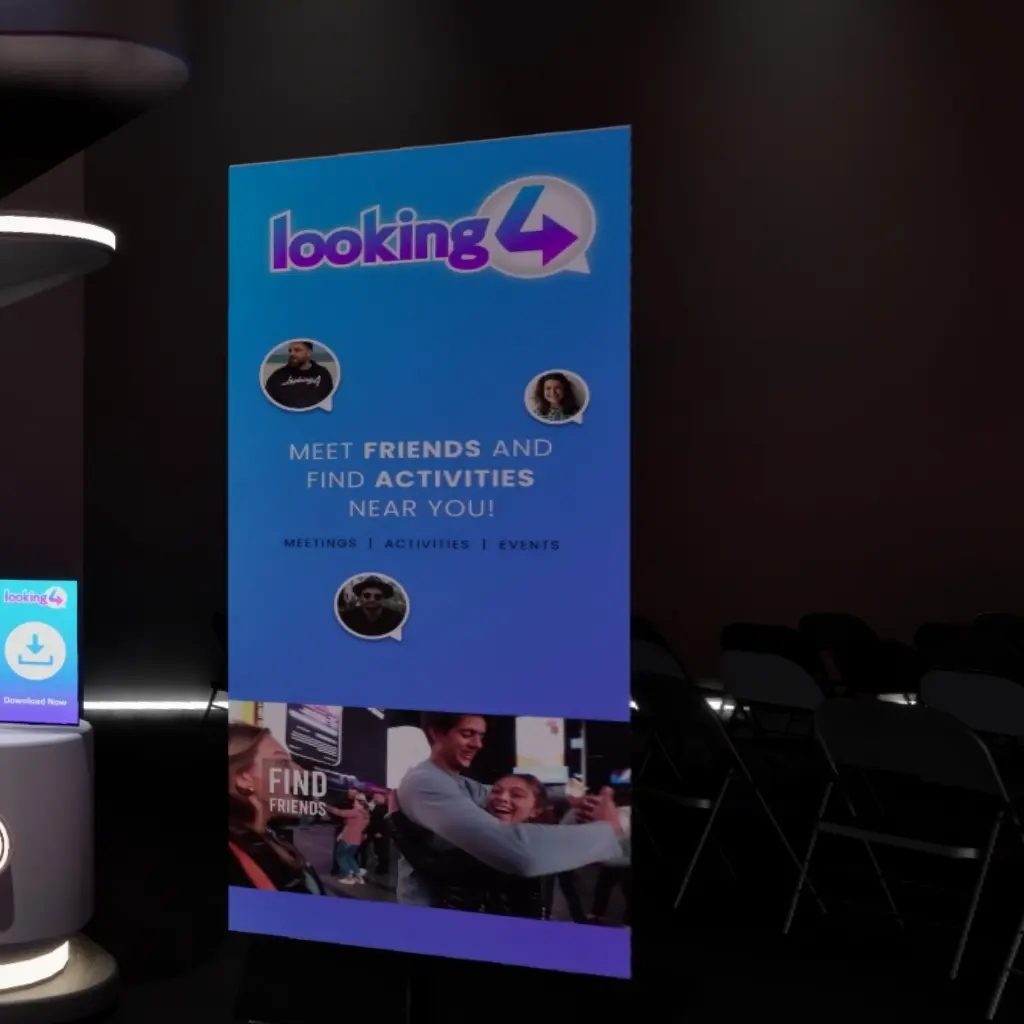 looking4
MEET FRIENDS AND
FIND ACTIVITIES
NEAR YOU!
MEETINGS | ACTIVITIES | EVENTS
FIND
FRIENDS
looking4
Download Now